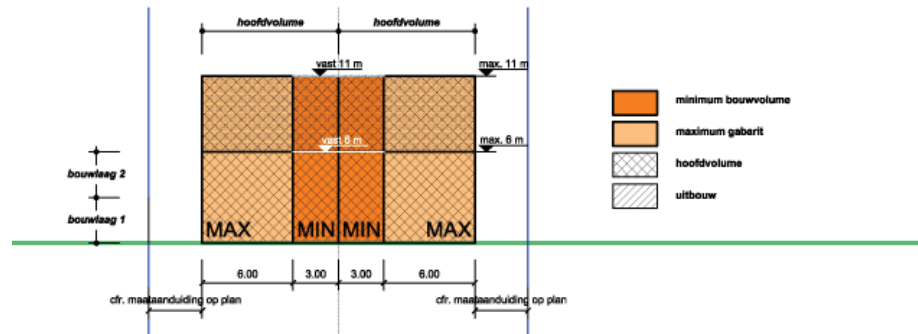 hoofdvolume hoofdvolume
vast 11 m max. 11 m
minimum bouwvolume
maximum gabarit
vast 6 m max. 6 m
hoofdvolume
bouwlaag 2
uitbouw
bouwlaag 1
MAX MIN MIN MAX
6.00 3.00 3.00 6.00
cfr. maataanduiding op plan cfr. maataanduiding op plan